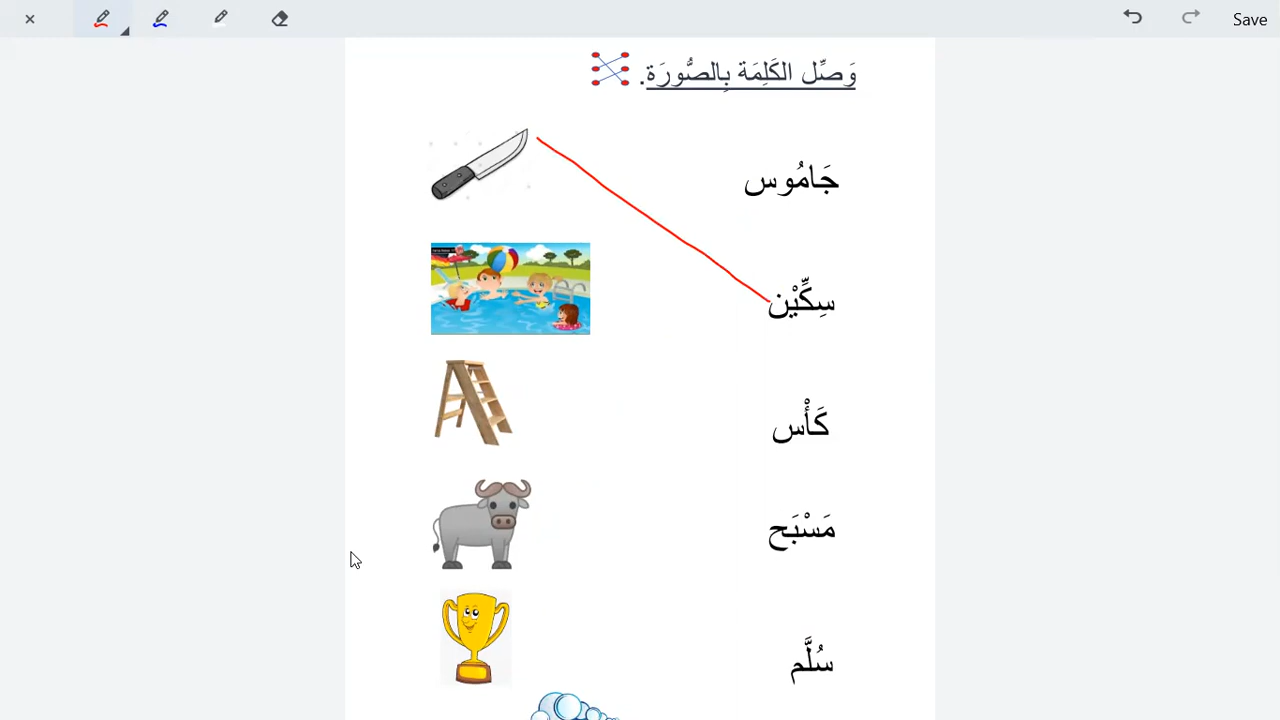 Save
وَصِّل الكَلِمَة بِالصُّورَة.
جَامُوس
سِكِّيْن
كَأْس
مَسْبَح
سُلَّم